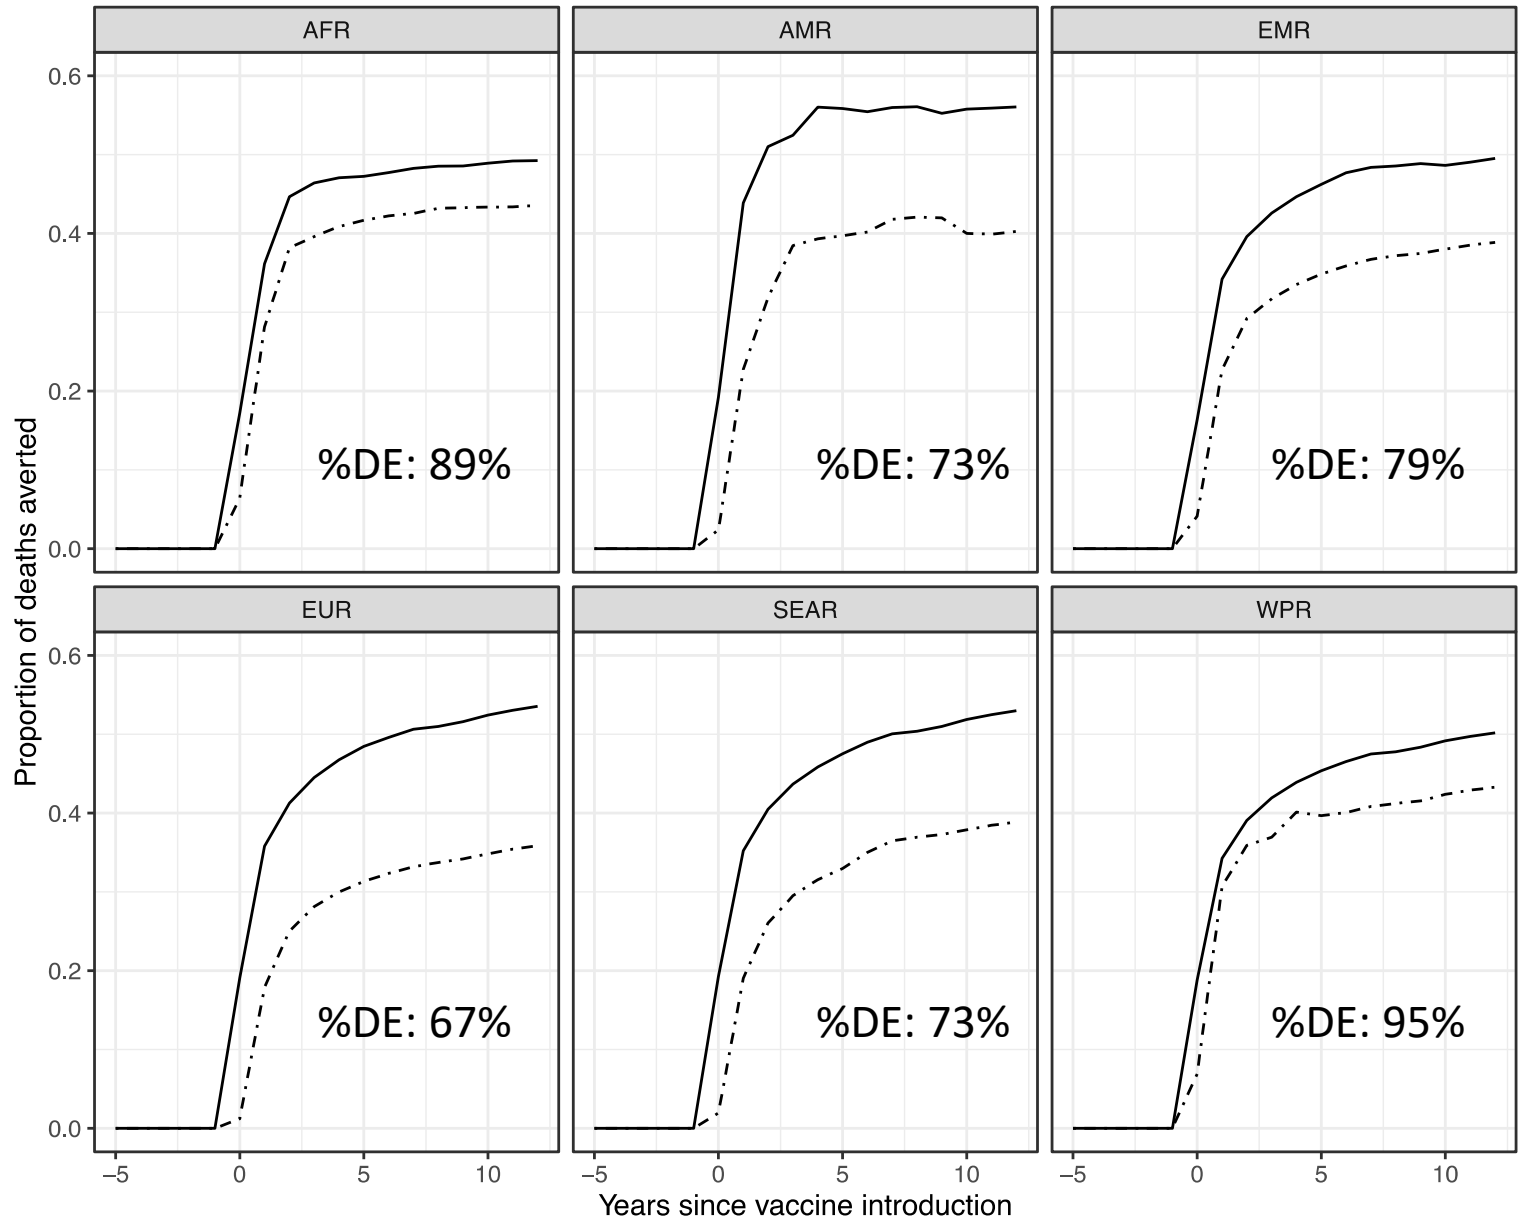 AFR
AMR
EMR
0.6
0.4
0.2
0.0
%DE: 89%
%DE: 73%
%DE: 79%
Proportion of deaths averted
EUR
SEAR
WPR
0.6
0.4
0.2
0.0
%DE: 67%
%DE: 73%
%DE: 95%
−5 0 5 10
−5 0 5 10
−5 0 5 10
Years since vaccine introduction